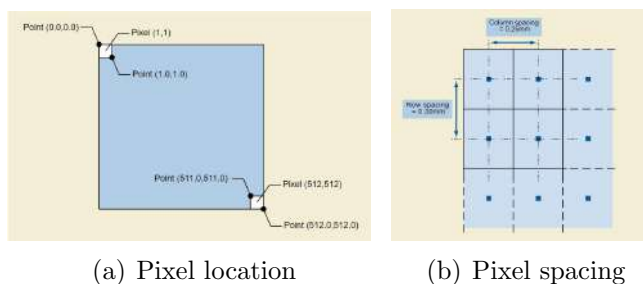 Point (0.0,0.0)
Pixel (1,1)
Point (1.0,1.0)
Point (511.0,511.0)
Pixel (512,512)
Point (512.0,512.0)
Column spacing
= 0.25mm
Row spacing
= 0.30mm
(a) Pixel location
(b) Pixel spacing